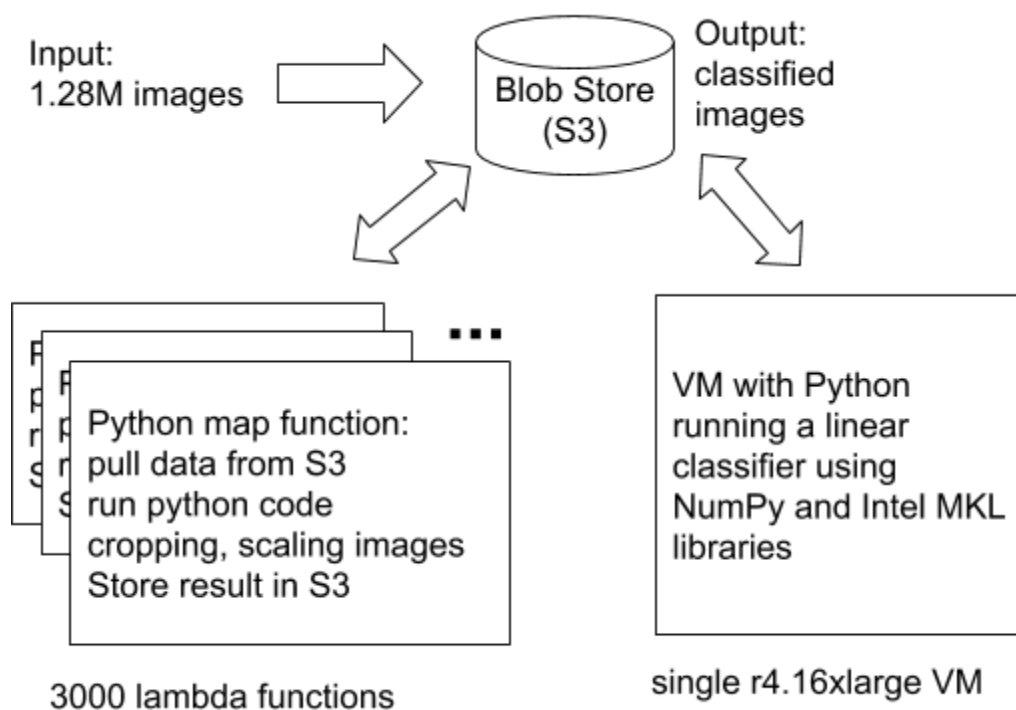 Input:
1.28M images
Blob Store
(S3)
Output:
classified
images
...
Python map function:
pull data from S3
run python code
cropping, scaling images
Store result in S3
3000 lambda functions
VM with Python
running a linear
classifier using
NumPy and Intel MKL
libraries
single r4.16xlarge VM